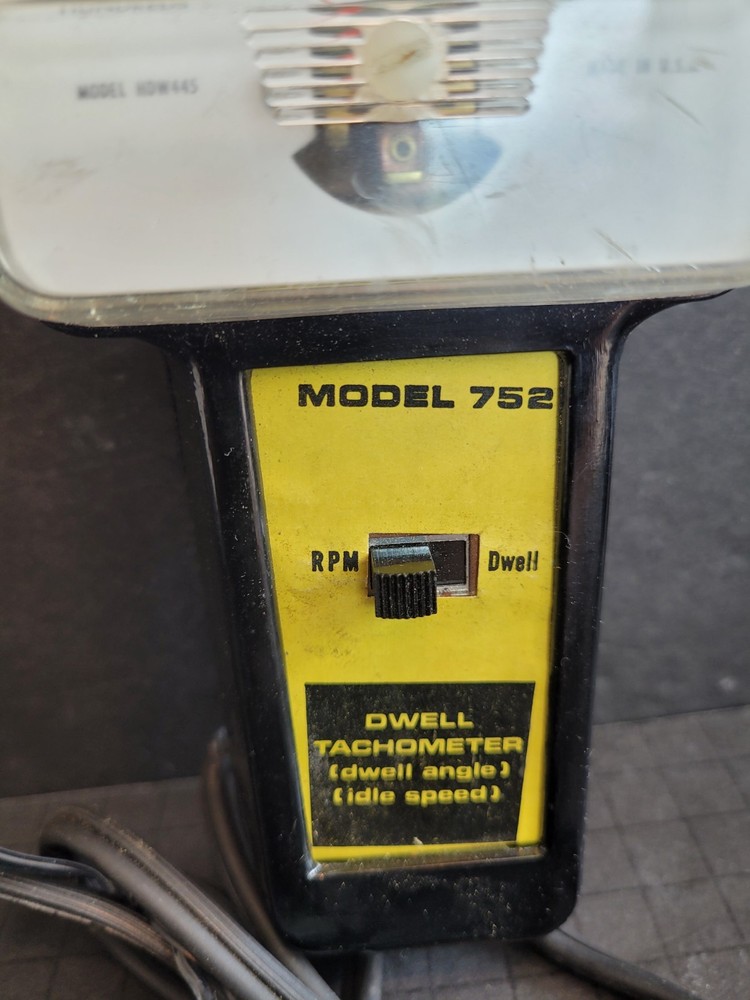 MODEL HDW445
MODEL 752
RPM
Dwell
DWELL
TACHOMETER
(dwell angle)
(idle speed)